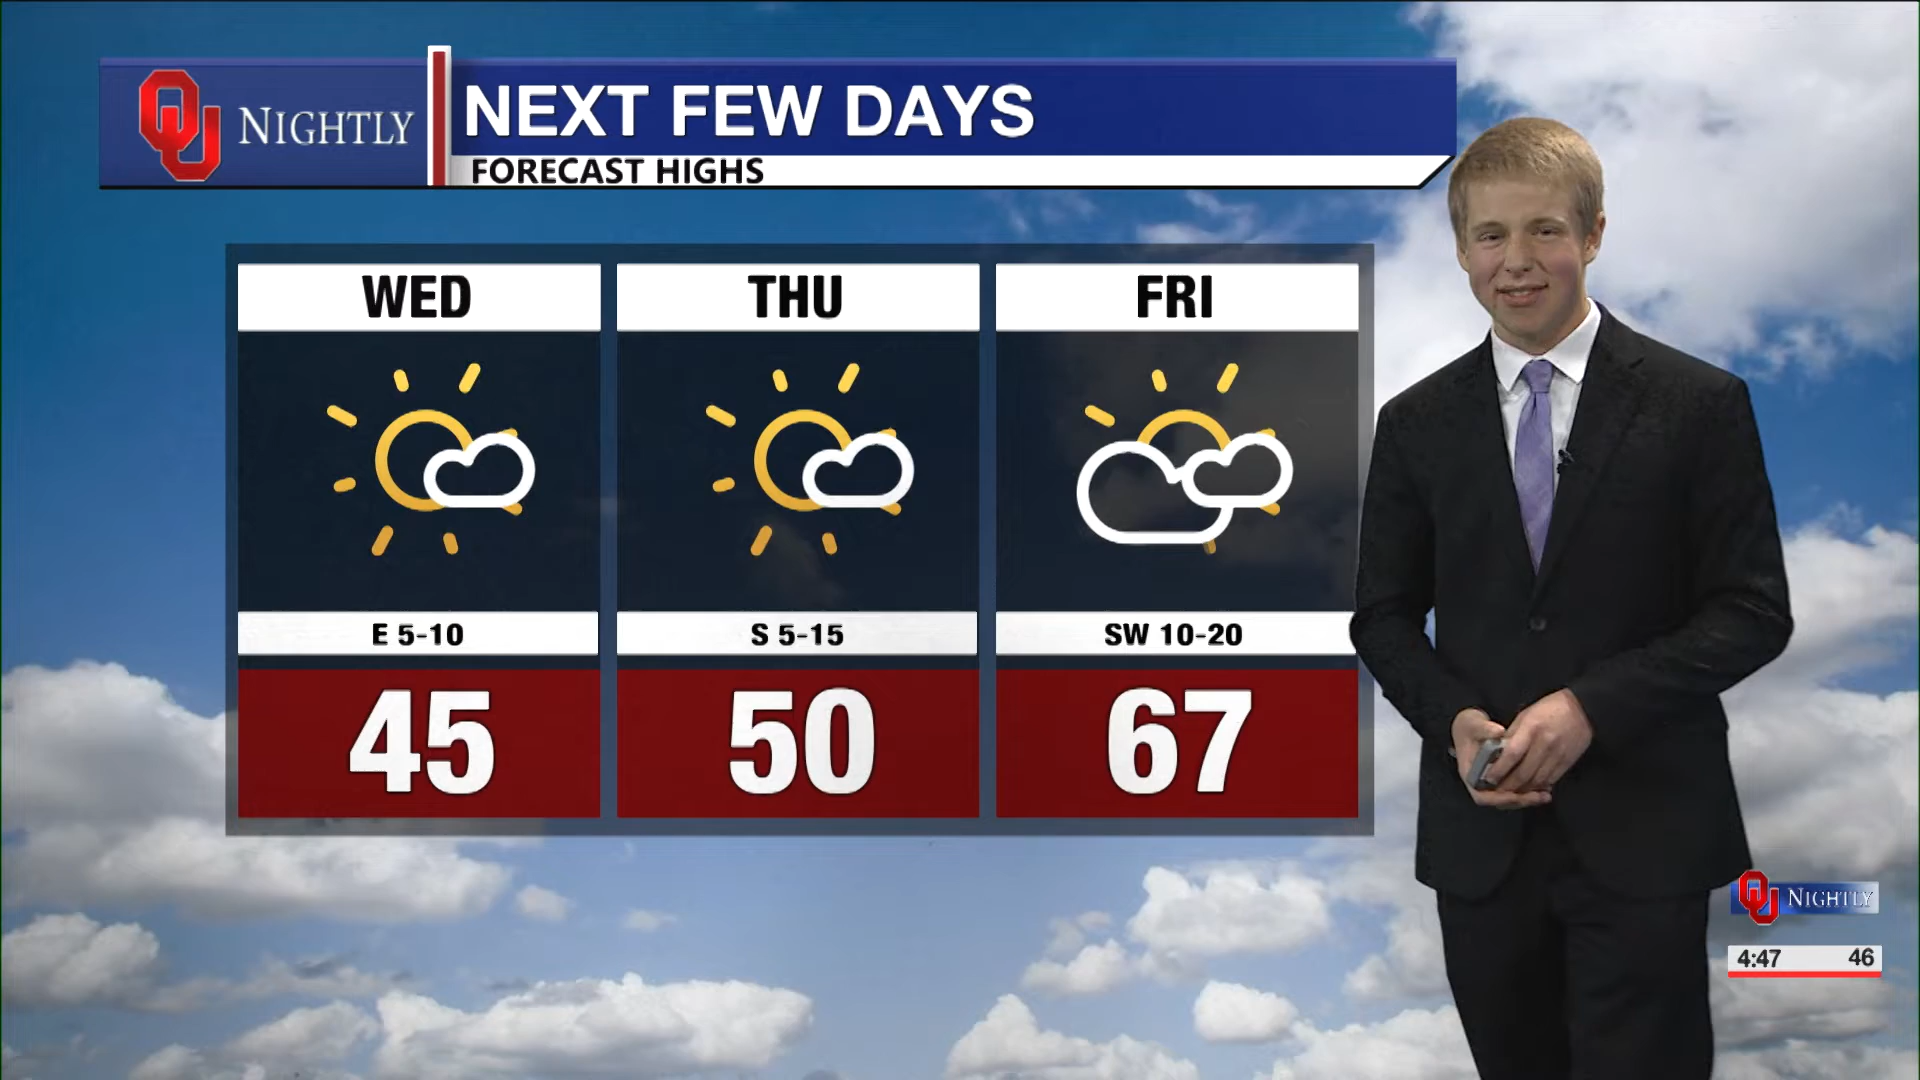 OU NIGHTLY
NEXT FEW DAYS
FORECAST HIGHS
WED THU FRI
E 5-10 S 5-15 SW 10-20
45 50 67
OU NIGHTLY
4:47 46